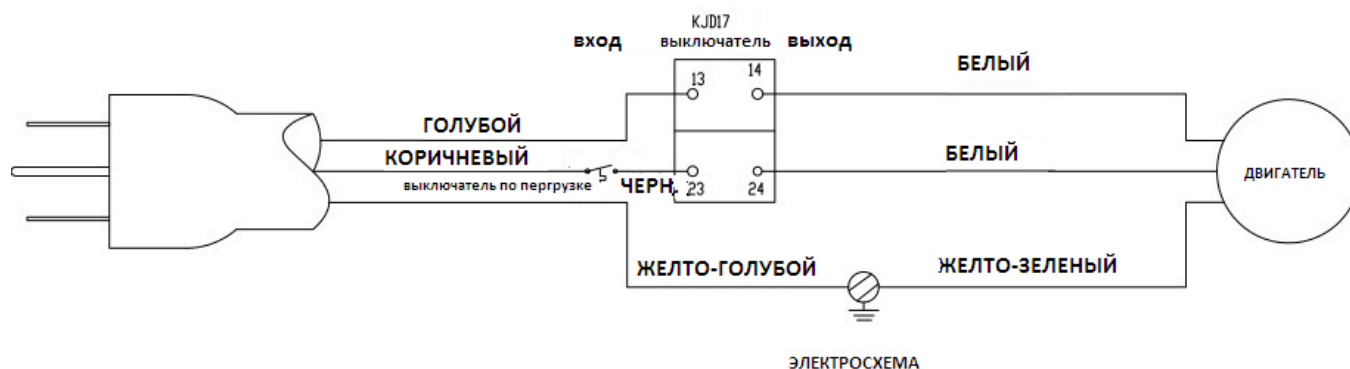 KJD17
ВХОД выключатель ВЫХОД
13 14
БЕЛЫЙ
ГОЛУБОЙ
КОРИЧНЕВЫЙ
БЕЛЫЙ
выключатель по пергрузке
ЧЕРН.
23 24
ДВИГАТЕЛЬ
ЖЕЛТО-ГОЛУБОЙ
ЖЕЛТО-ЗЕЛЕНЫЙ
ЭЛЕКТРОСХЕМА